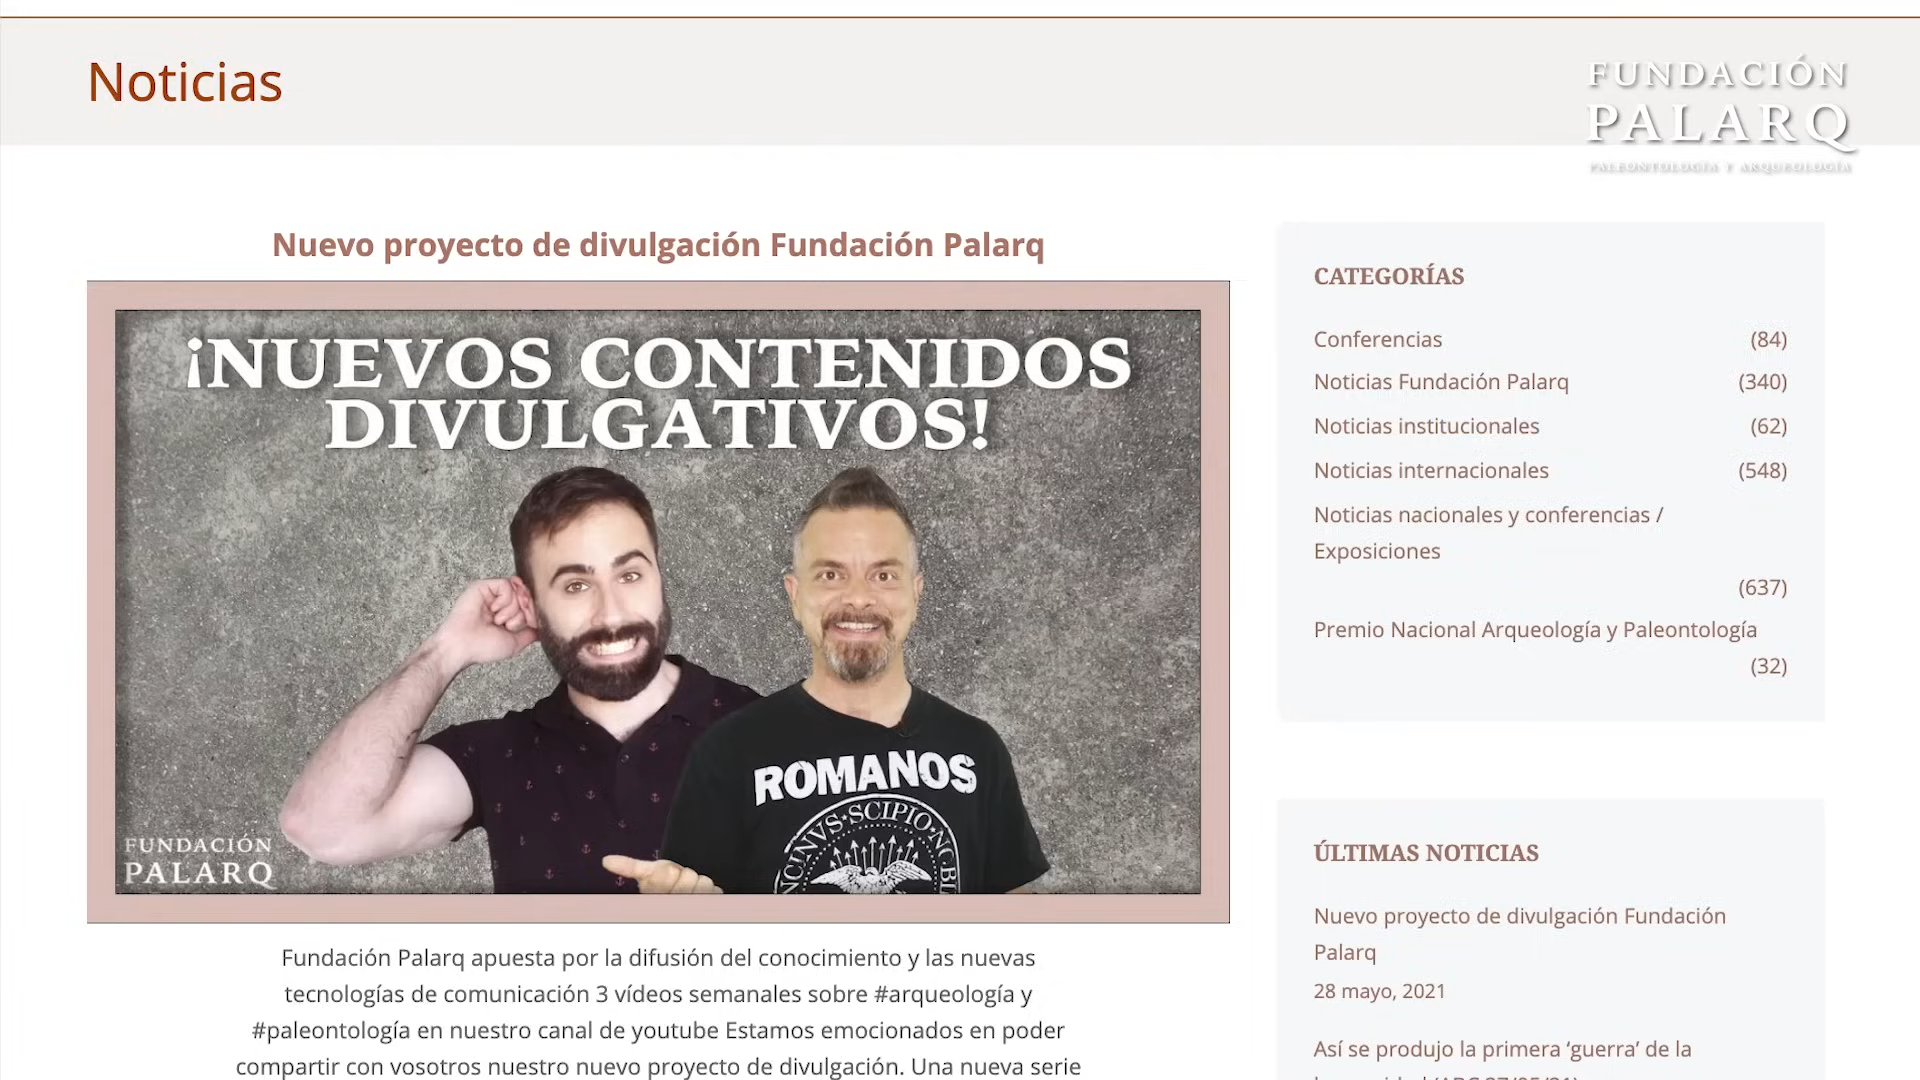 Noticias
FUNDACIÓN
PALARQ
PALEONTOLOGÍA Y ARQUEOLOGÍA
Nuevo proyecto de divulgación Fundación Palarq
¡NUEVOS CONTENIDOS
DIVULGATIVOS!
ROMANOS
SCIPIO
FUNDACIÓN
PALARQ
Fundación Palarq apuesta por la difusión del conocimiento y las nuevas
tecnologías de comunicación 3 vídeos semanales sobre #arqueología y
#paleontología en nuestro canal de youtube Estamos emocionados en poder
compartir con vosotros nuestro nuevo proyecto de divulgación. Una nueva serie
CATEGORÍAS
Conferencias (84)
Noticias Fundación Palarq (340)
Noticias institucionales (62)
Noticias internacionales (548)
Noticias nacionales y conferencias /
Exposiciones
(637)
Premio Nacional Arqueología y Paleontología
(32)
ÚLTIMAS NOTICIAS
Nuevo proyecto de divulgación Fundación
Palarq
28 mayo, 2021
Así se produjo la primera ‘guerra’ de la